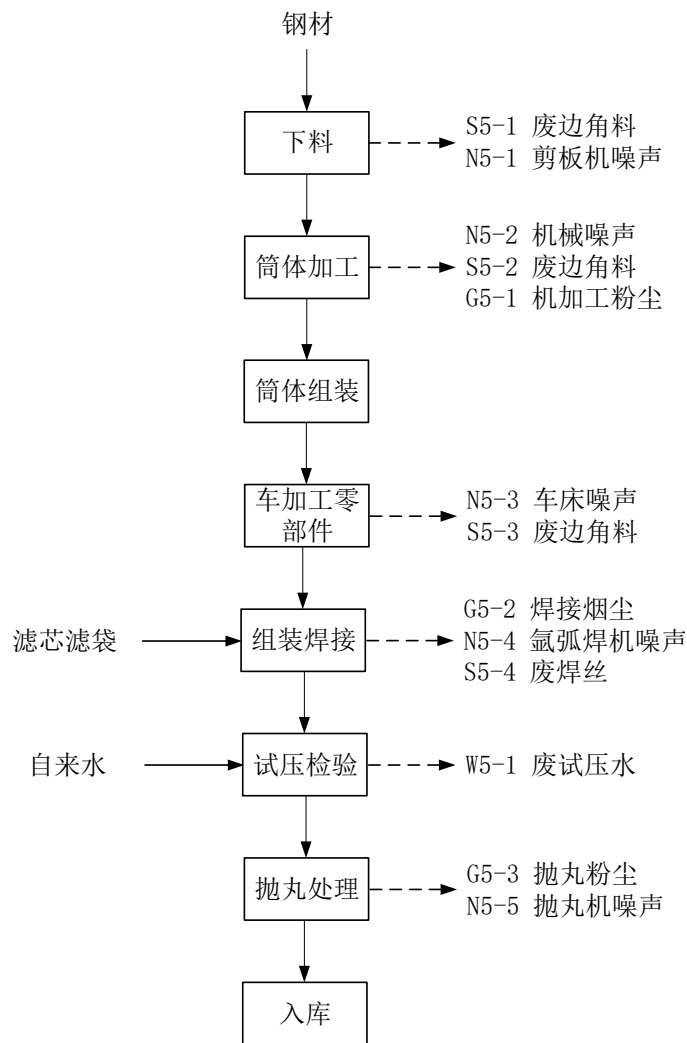 钢材
下料
S5-1 废边角料
N5-1 剪板机噪声
筒体加工
N5-2 机械噪声
S5-2 废边角料
G5-1 机加工粉尘
筒体组装
车加工零
部件
N5-3 车床噪声
S5-3 废边角料
滤芯滤袋
组装焊接
G5-2 焊接烟尘
N5-4 氩弧焊机噪声
S5-4 废焊丝
自来水
试压检验
W5-1 废试压水
抛丸处理
G5-3 抛丸粉尘
N5-5 抛丸机噪声
入库